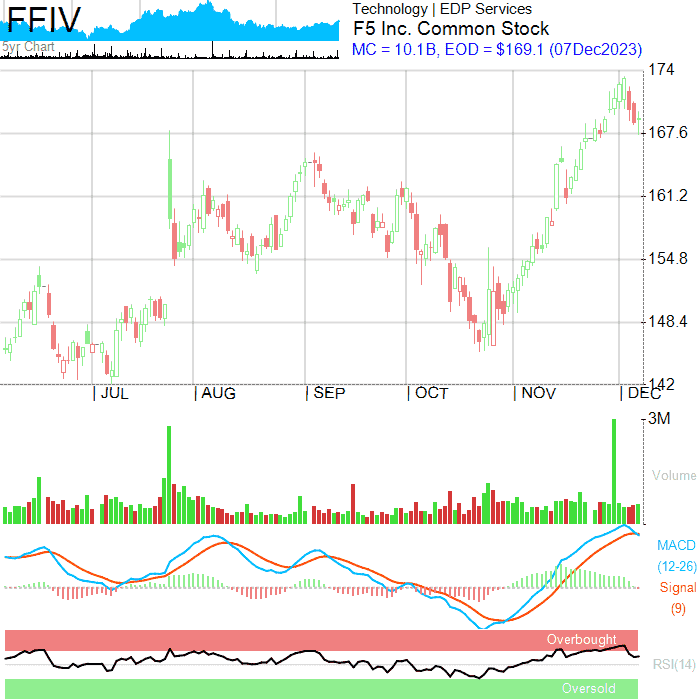 FFIV
5yr Chart
Technology | EDP Services
F5 Inc. Common Stock
MC = 10.1B, EOD = $169.1 (07Dec2023)
174
167.6
161.2
154.8
148.4
142
|JUL |AUG |SEP |OCT |NOV |DEC
3M
Volume
MACD
(12-26)
Signal
(9)
Overbought
RSI(14)
Oversold